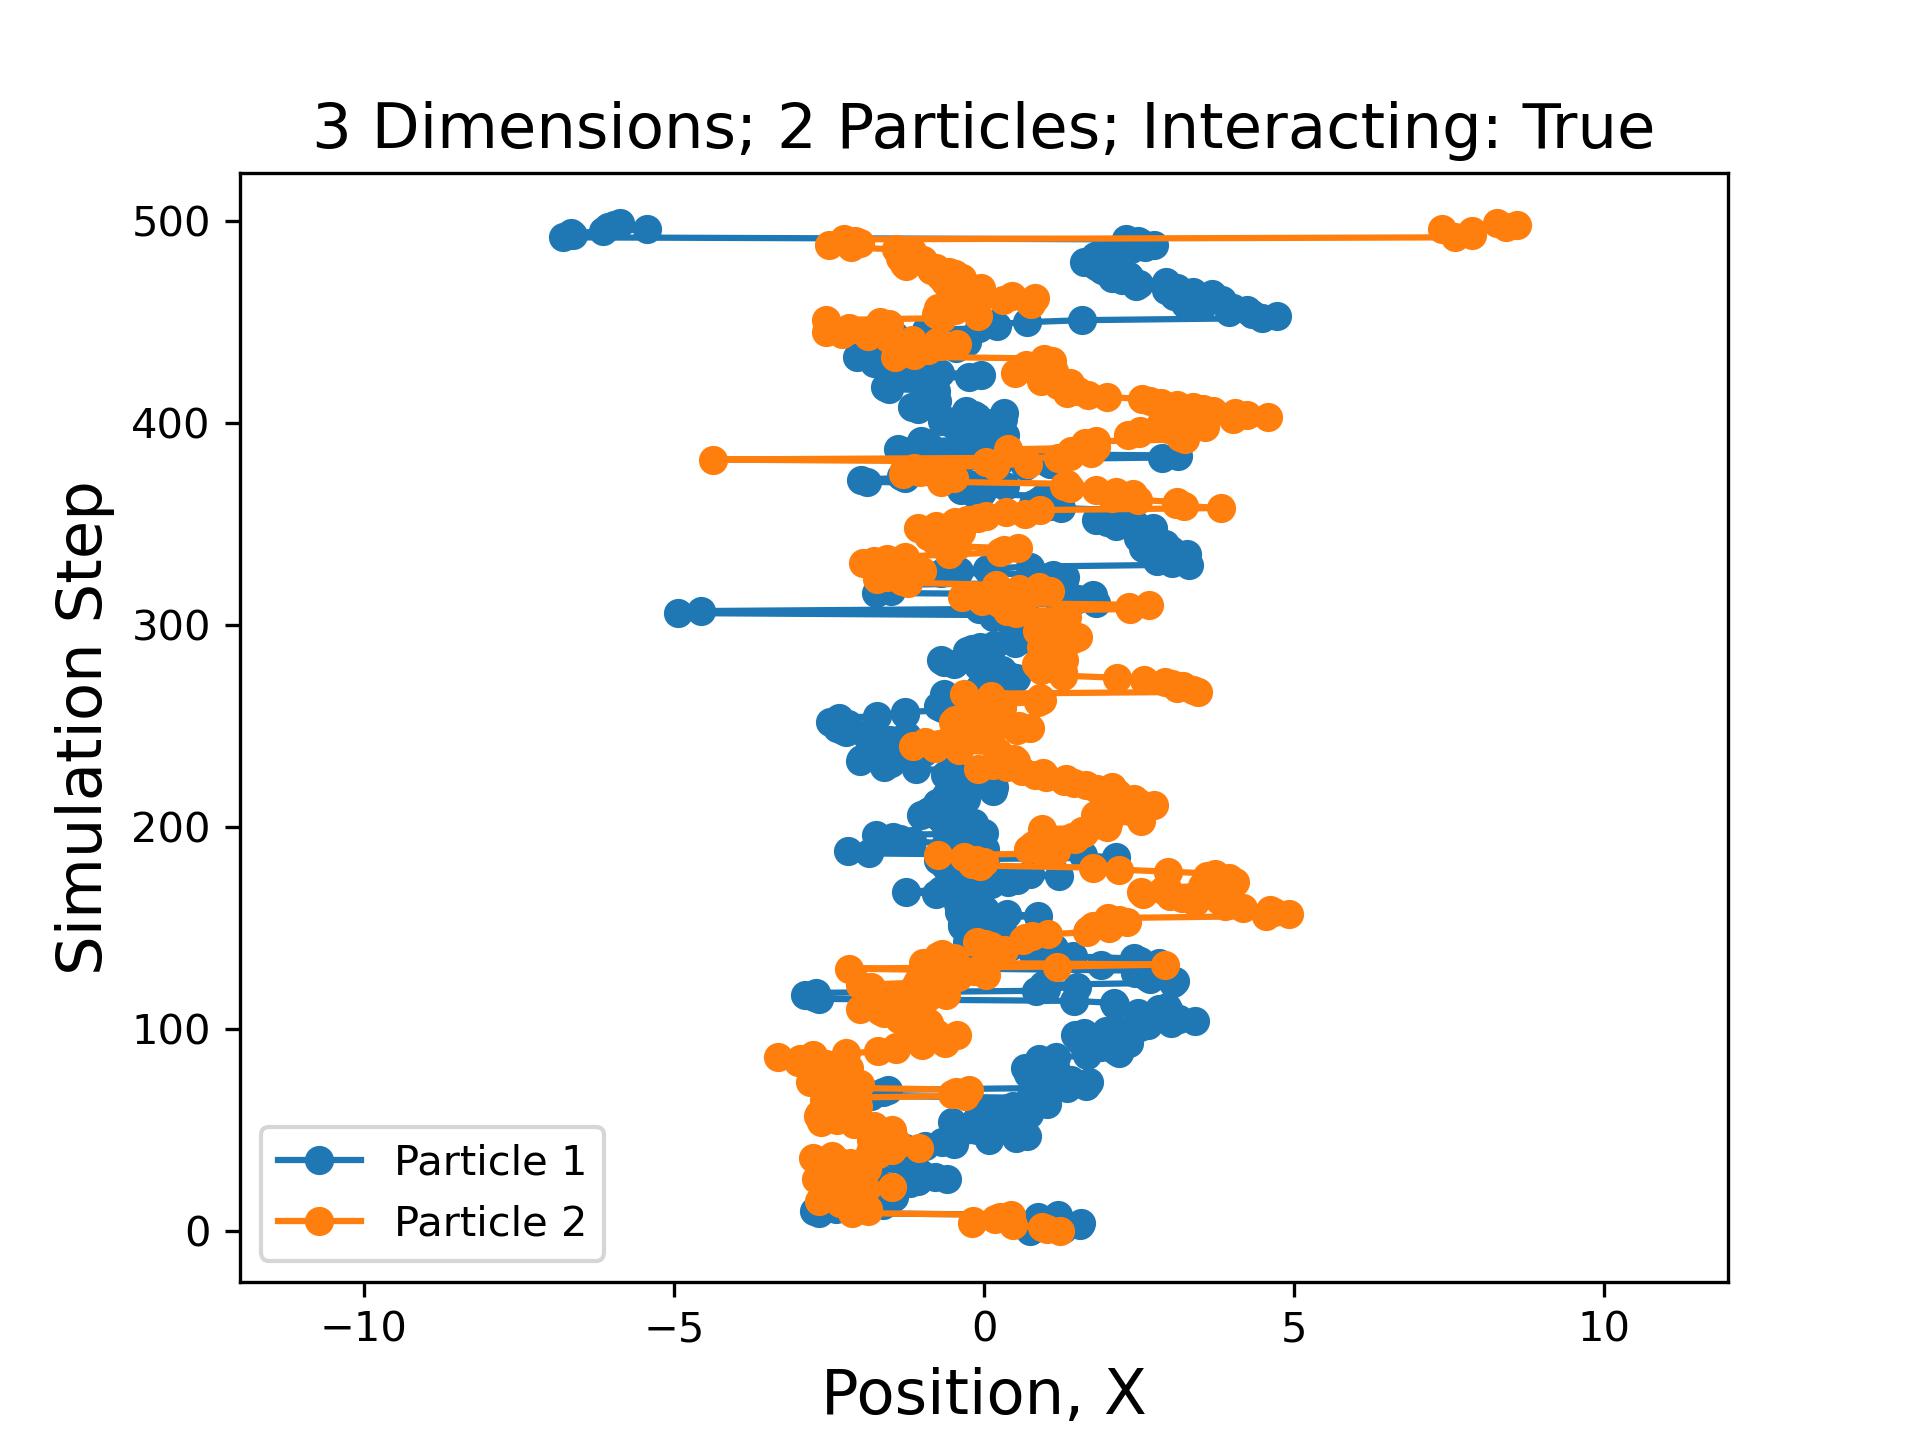 3 Dimensions; 2 Particles; Interacting: True
500
400
300
200
100
0
Simulation Step
Particle 1
Particle 2
−10
−5
0
5
10
Position, X